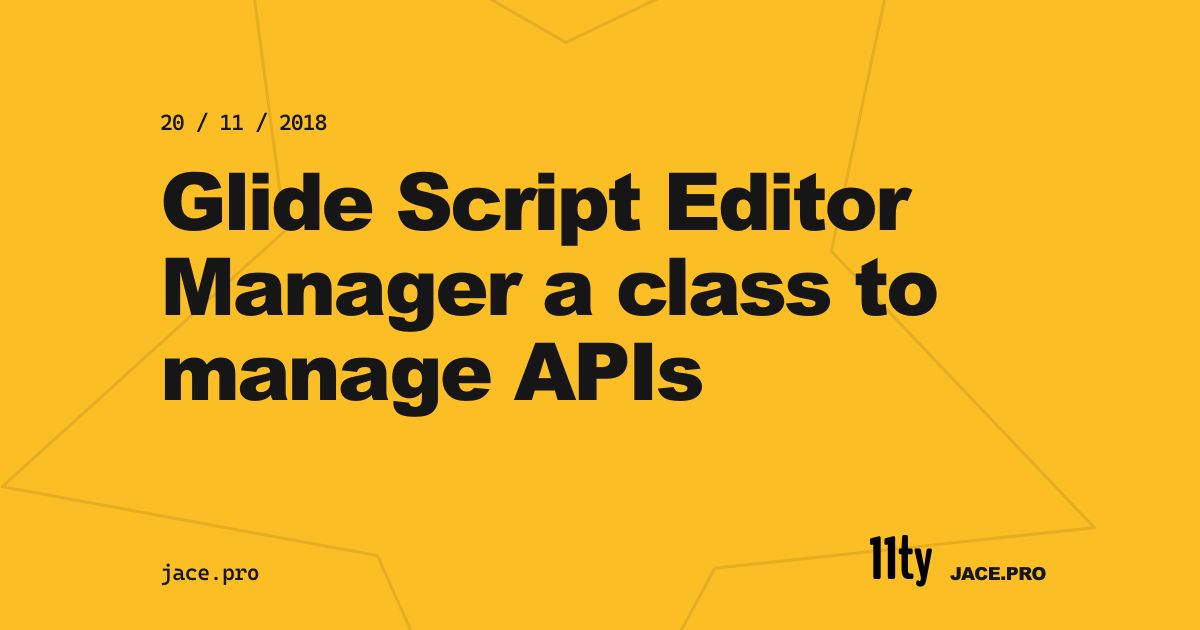 20 / 11 / 2018
Glide Script Editor
Manager a class to
manage APIs
jace.pro
11ty JACE.PRO